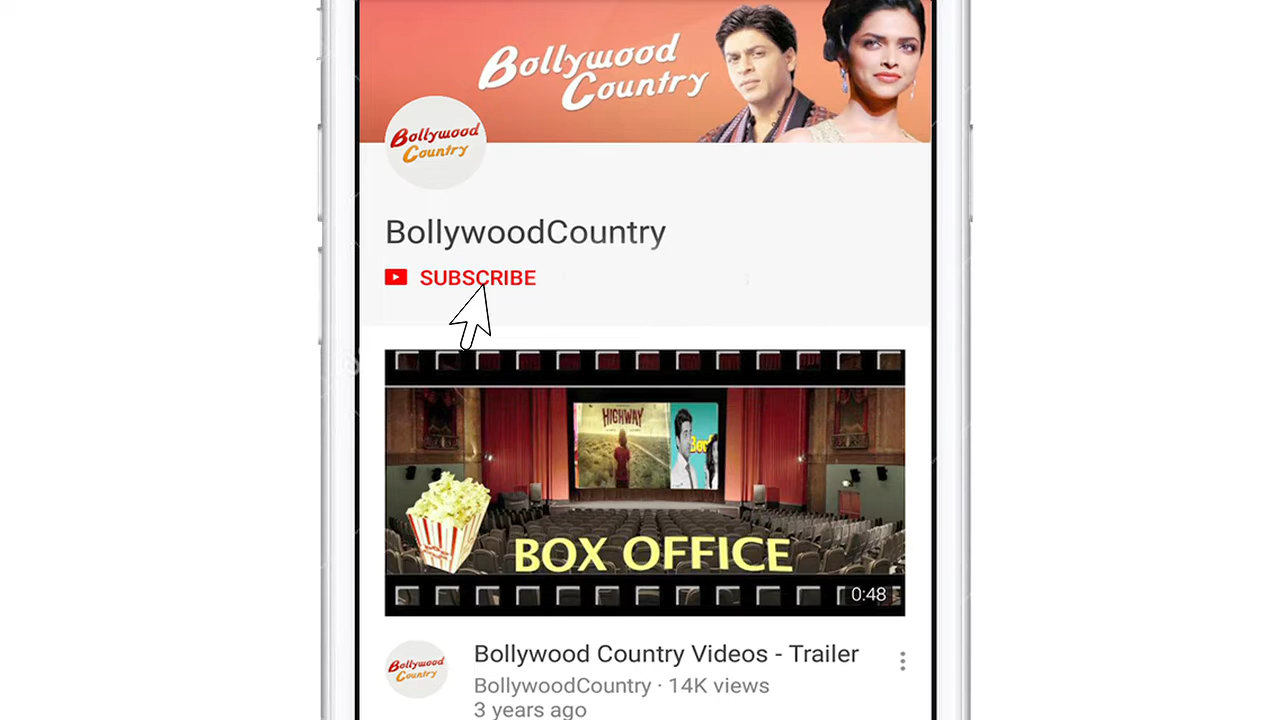 Bollywood
Country
Bollywood
Country
BollywoodCountry
SUBSCRIBE
HIGHWAY
BOX OFFICE
0:48
Bollywood
Country
Bollywood Country Videos - Trailer
BollywoodCountry · 14K views
3 years ago